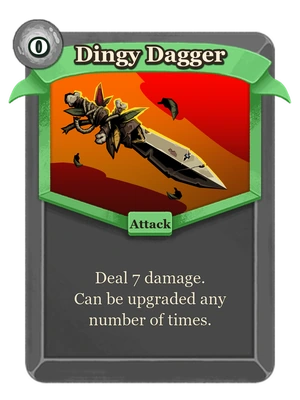 0
Dingy Dagger
Attack
Deal 7 damage.
Can be upgraded any
number of times.